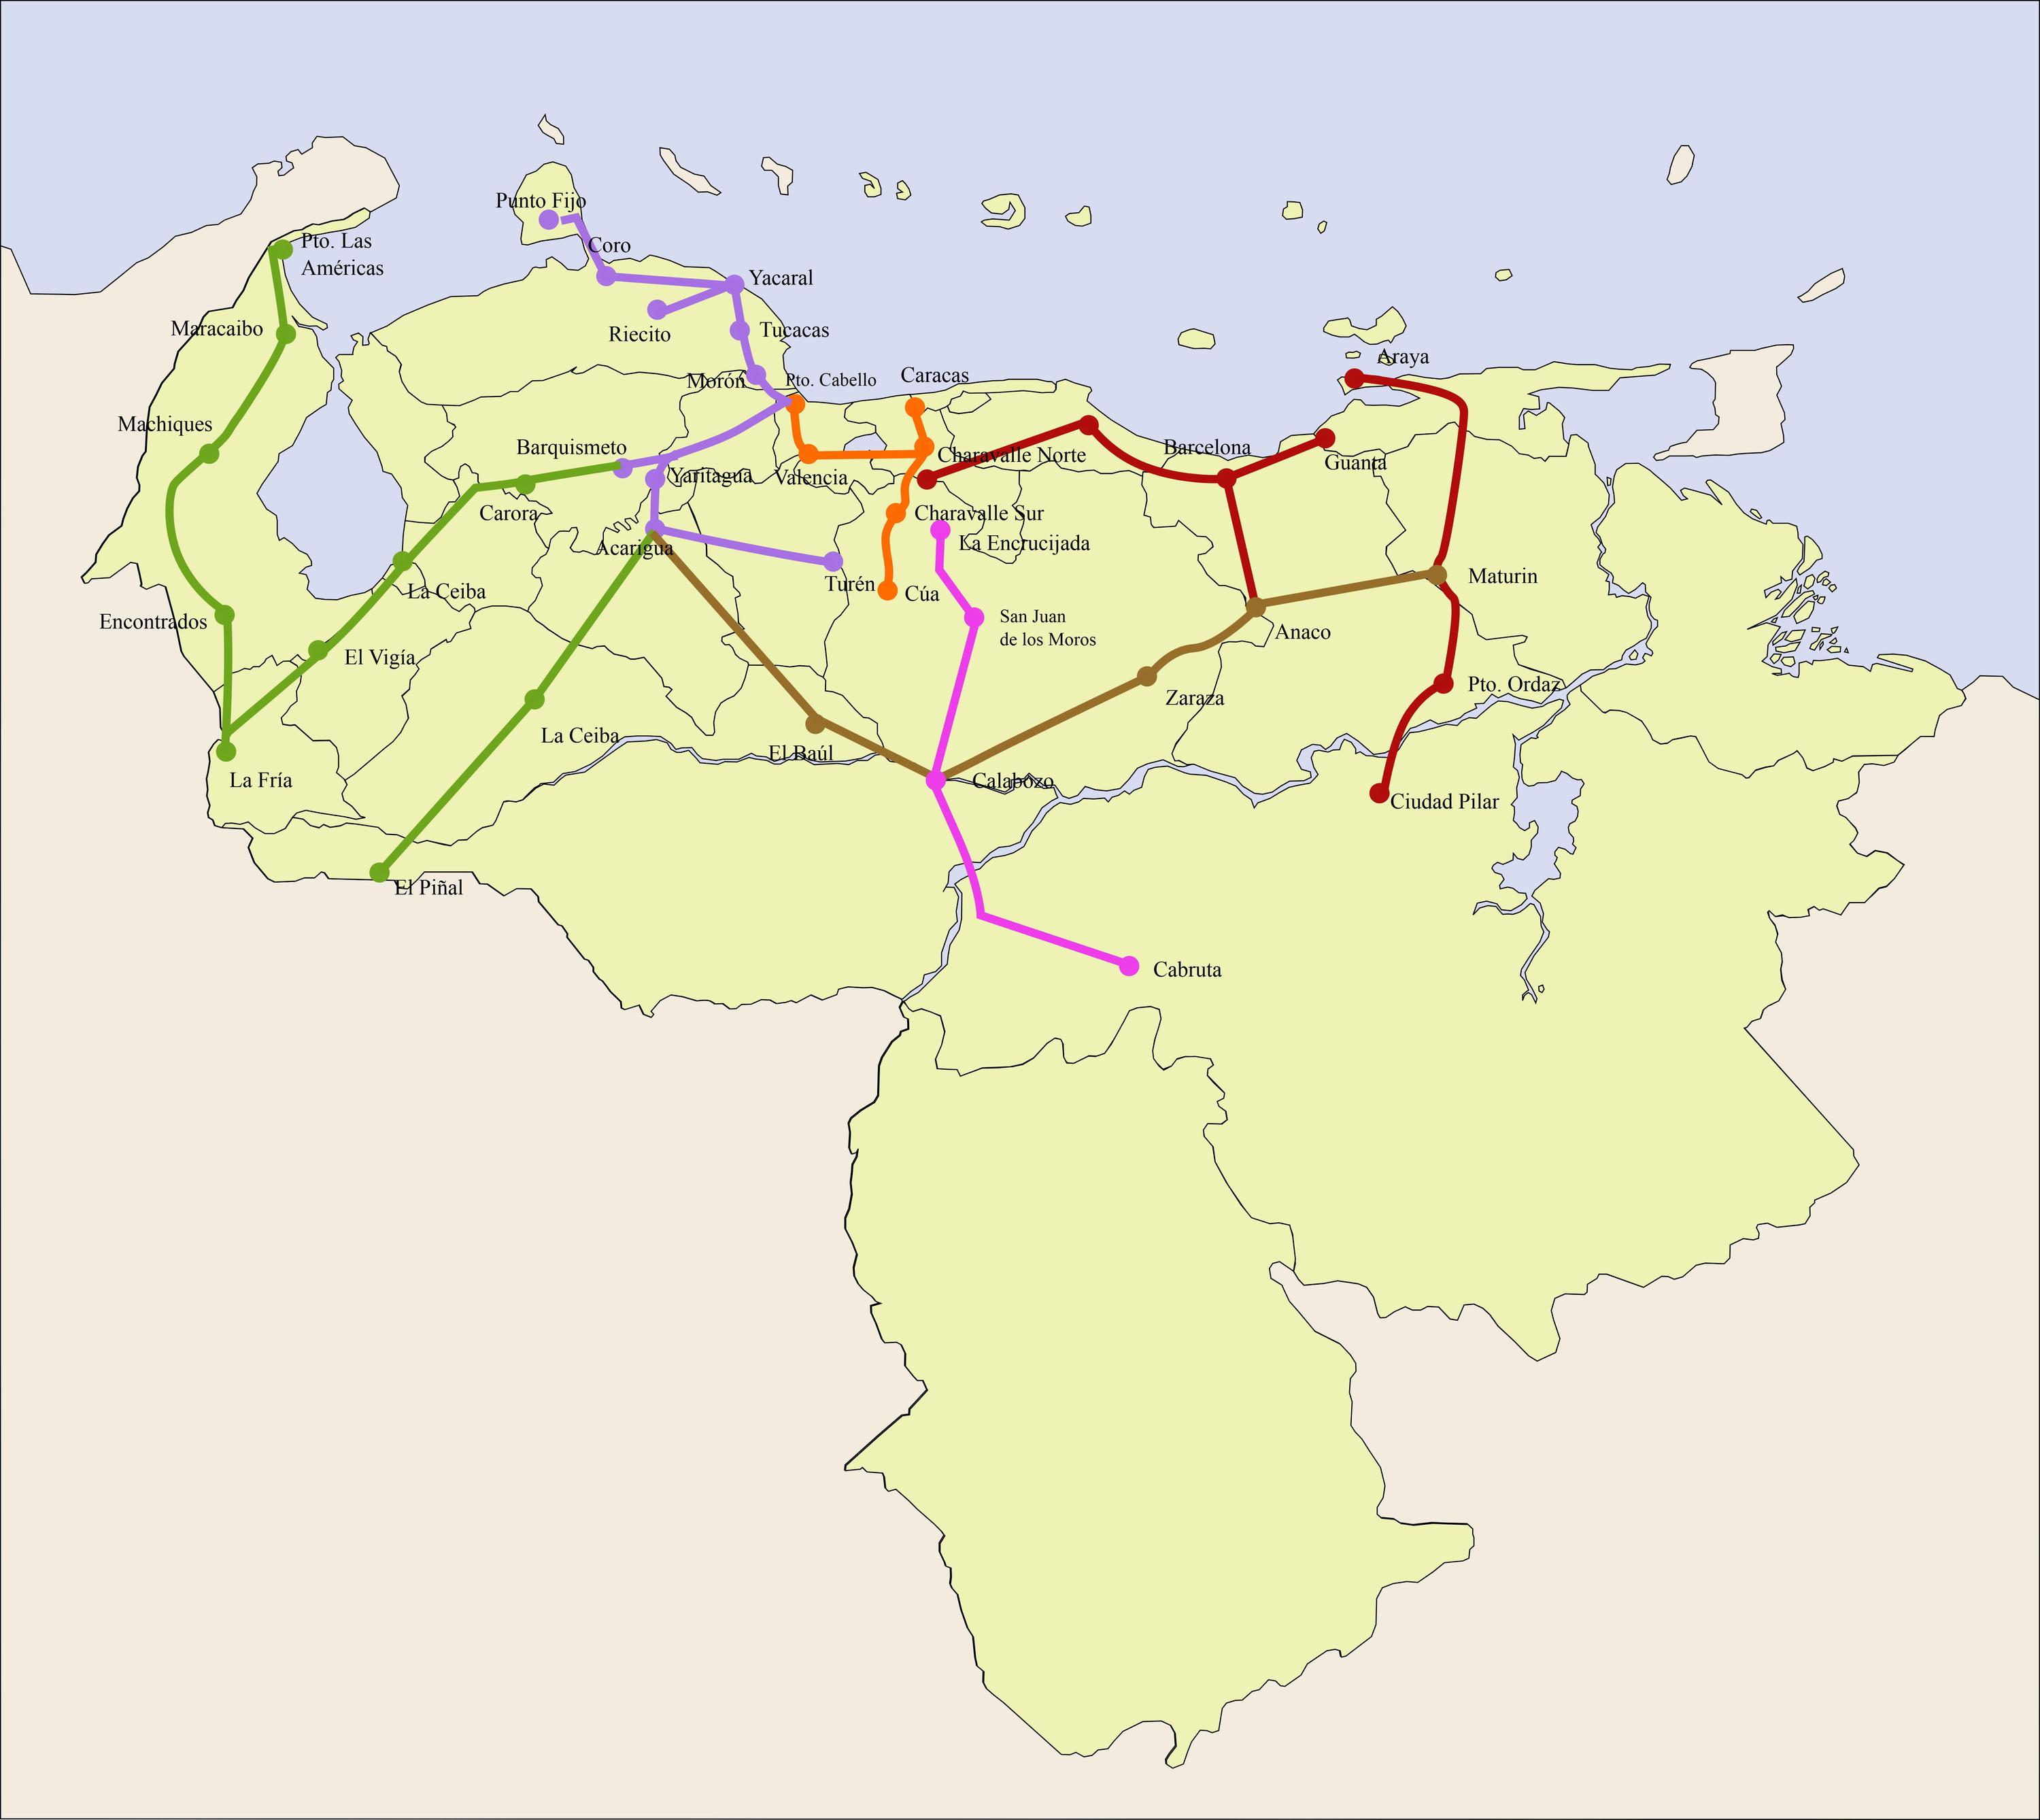 Punto Fijo
Pto. Las
Américas
Coro
Yacaral
Maracaibo
Riecito
Tucacas
Araya
Morón
Pto. Cabello
Caracas
Machiques
Barquismeto
Yaritagua
Valencia
Charavalle Norte
Barcelona
Guanta
Carora
Charavalle Sur
Acarigua
La Encrucijada
Turén
Cúa
Maturin
La Ceiba
Encontrados
San Juan
de los Moros
Anaco
El Vigía
Zaraza
Pto. Ordaz
La Ceiba
El Baúl
La Fría
Calabozo
Ciudad Pilar
El Piñal
Cabruta